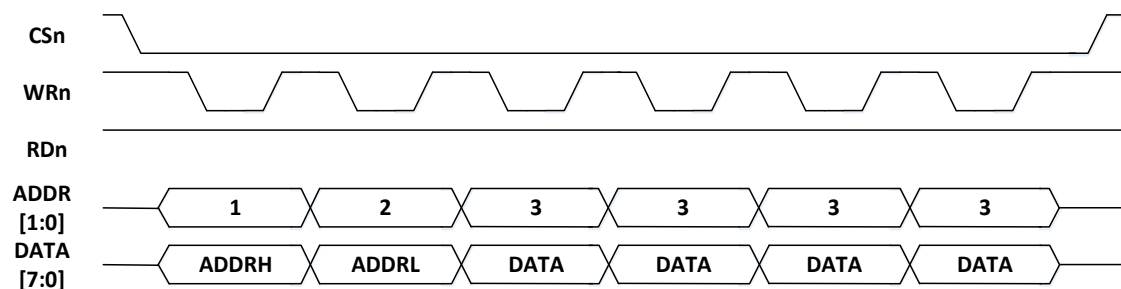 CSn
WRn
RDn
ADDR
[1:0]
1 2 3 3 3 3
DATA
[7:0]
ADDRH ADDRL DATA DATA DATA DATA